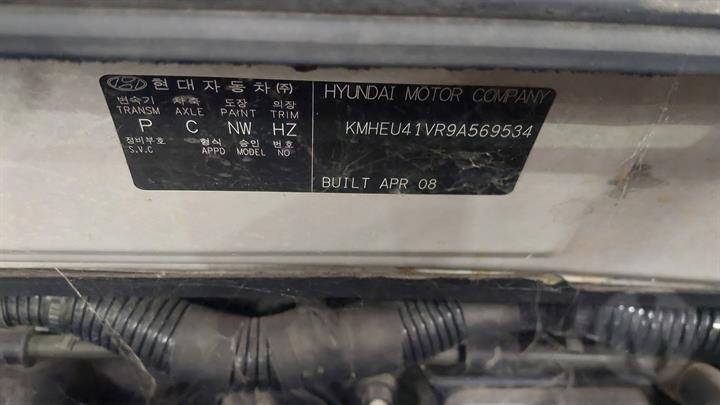 현대자동차(주) HYUNDAI MOTOR COMPANY
변속기 차축 도장 의장
TRANSM AXLE PAINT TRIM
P C NW HZ KMHEU41VR9A569534
정비부호 형식 승인 번호
S.V.C APPD MODEL NO
BUILT APR 08